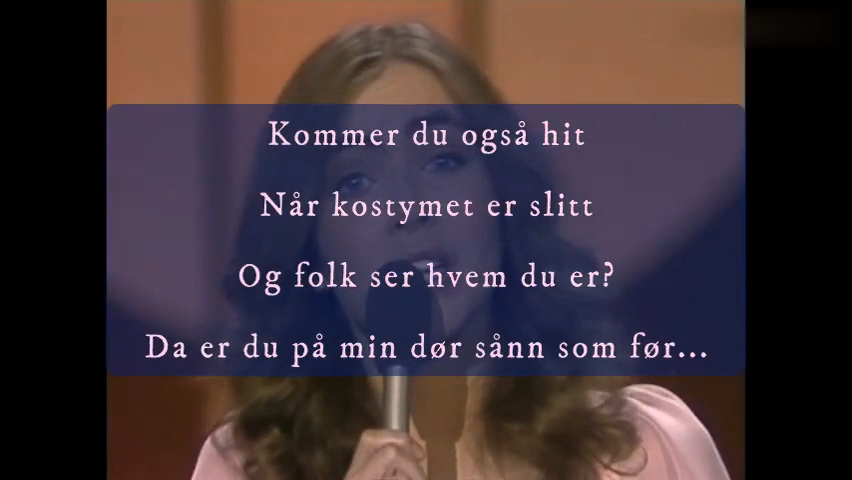 Kommer du også hit
Når kostymet er slitt
Og folk ser hvem du er?
Da er du på min dør sånn som før...